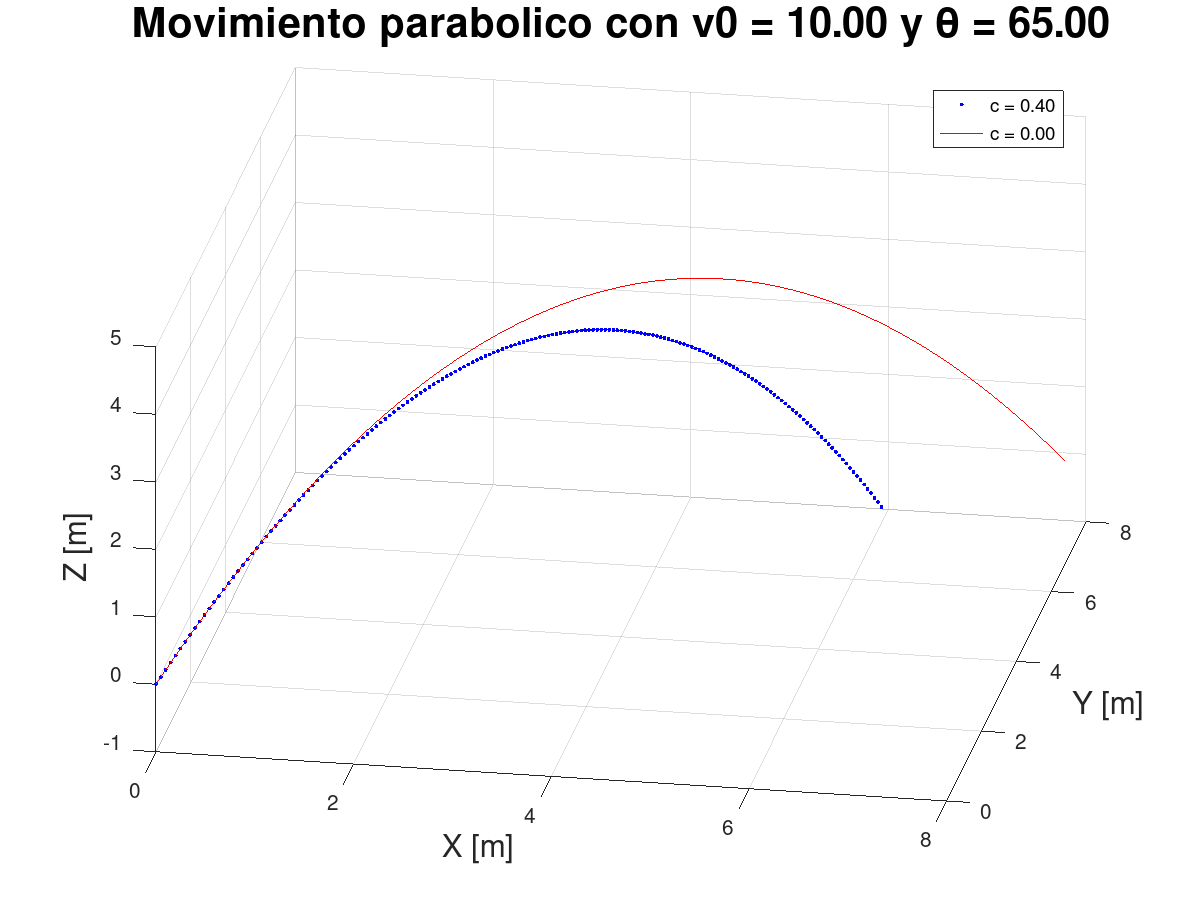 Movimiento parabolico con v0 = 10.00 y θ = 65.00
c = 0.40
c = 0.00
5
4
3
2
1
0
-1
Z [m]
0
2
4
6
8
X [m]
8
6
4
2
0
Y [m]